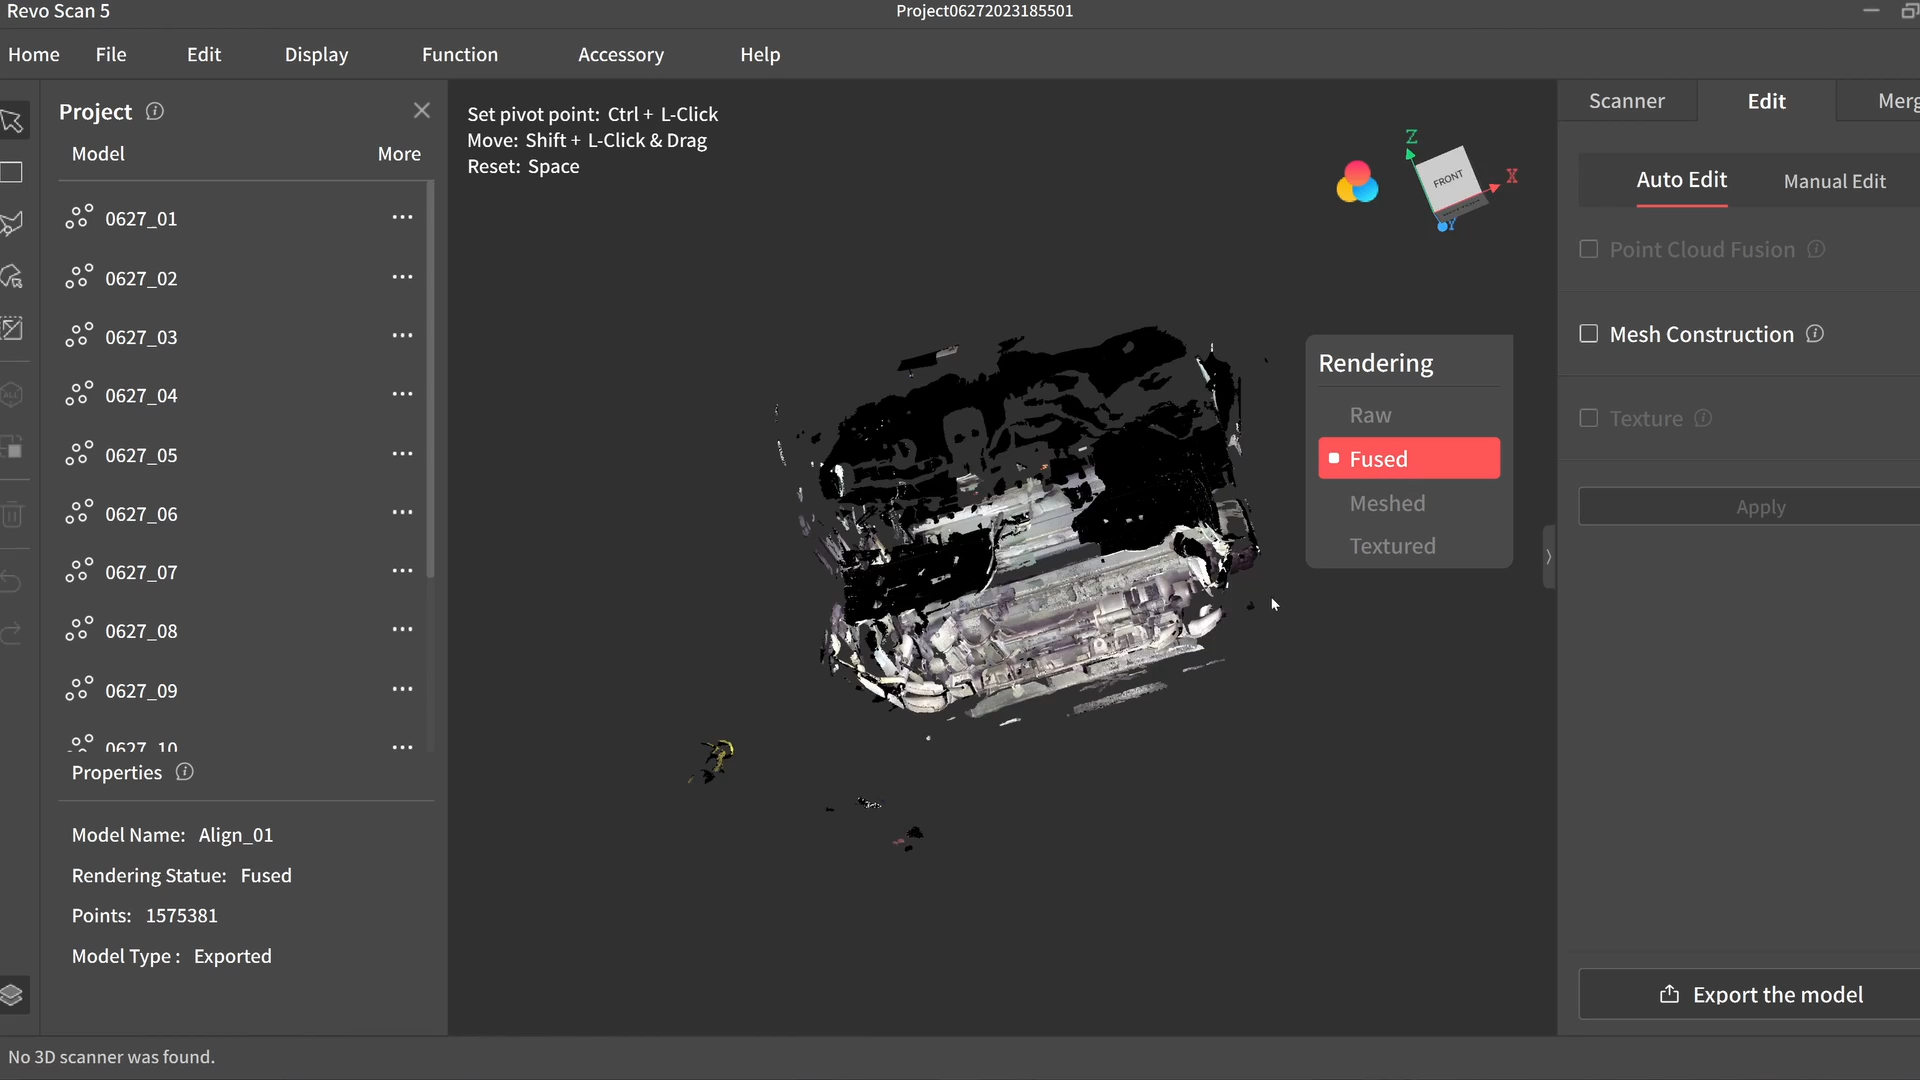 Revo Scan 5
Project06272023185501
Home File Edit Display Function Accessory Help
Project
Model More
0627_01
0627_02
0627_03
0627_04
0627_05
0627_06
0627_07
0627_08
0627_09
0627_10
Properties
Model Name: Align_01
Rendering Statue: Fused
Points: 1575381
Model Type : Exported
Set pivot point: Ctrl + L-Click
Move: Shift + L-Click & Drag
Reset: Space
Z
X
FRONT
Y
Rendering
Raw
Fused
Meshed
Textured
Scanner Edit Merg
Auto Edit Manual Edit
Point Cloud Fusion
Mesh Construction
Texture
Apply
Export the model
No 3D scanner was found.